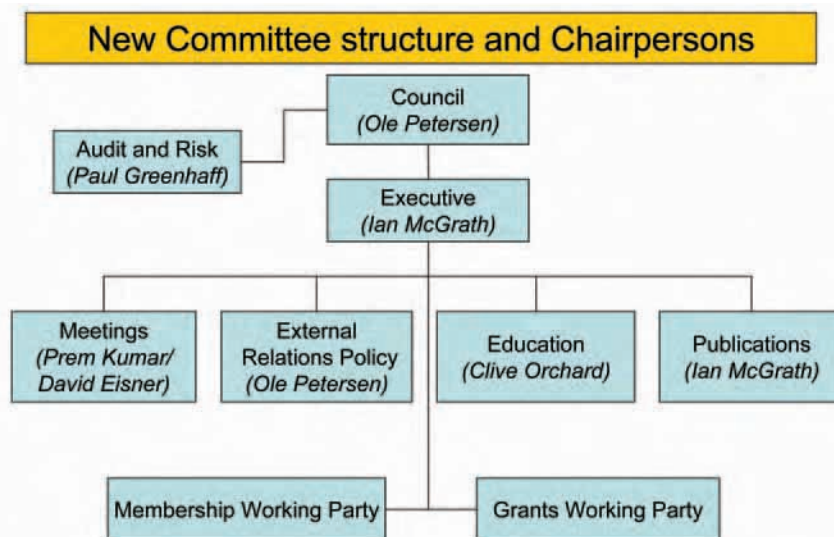 New Committee structure and Chairpersons
Council
(Ole Petersen)
Audit and Risk
(Paul Greenhaff)
Executive
(Ian McGrath)
Meetings
(Prem Kumar/
David Eisner)
External
Relations Policy
(Ole Petersen)
Education
(Clive Orchard)
Publications
(Ian McGrath)
Membership Working Party
Grants Working Party